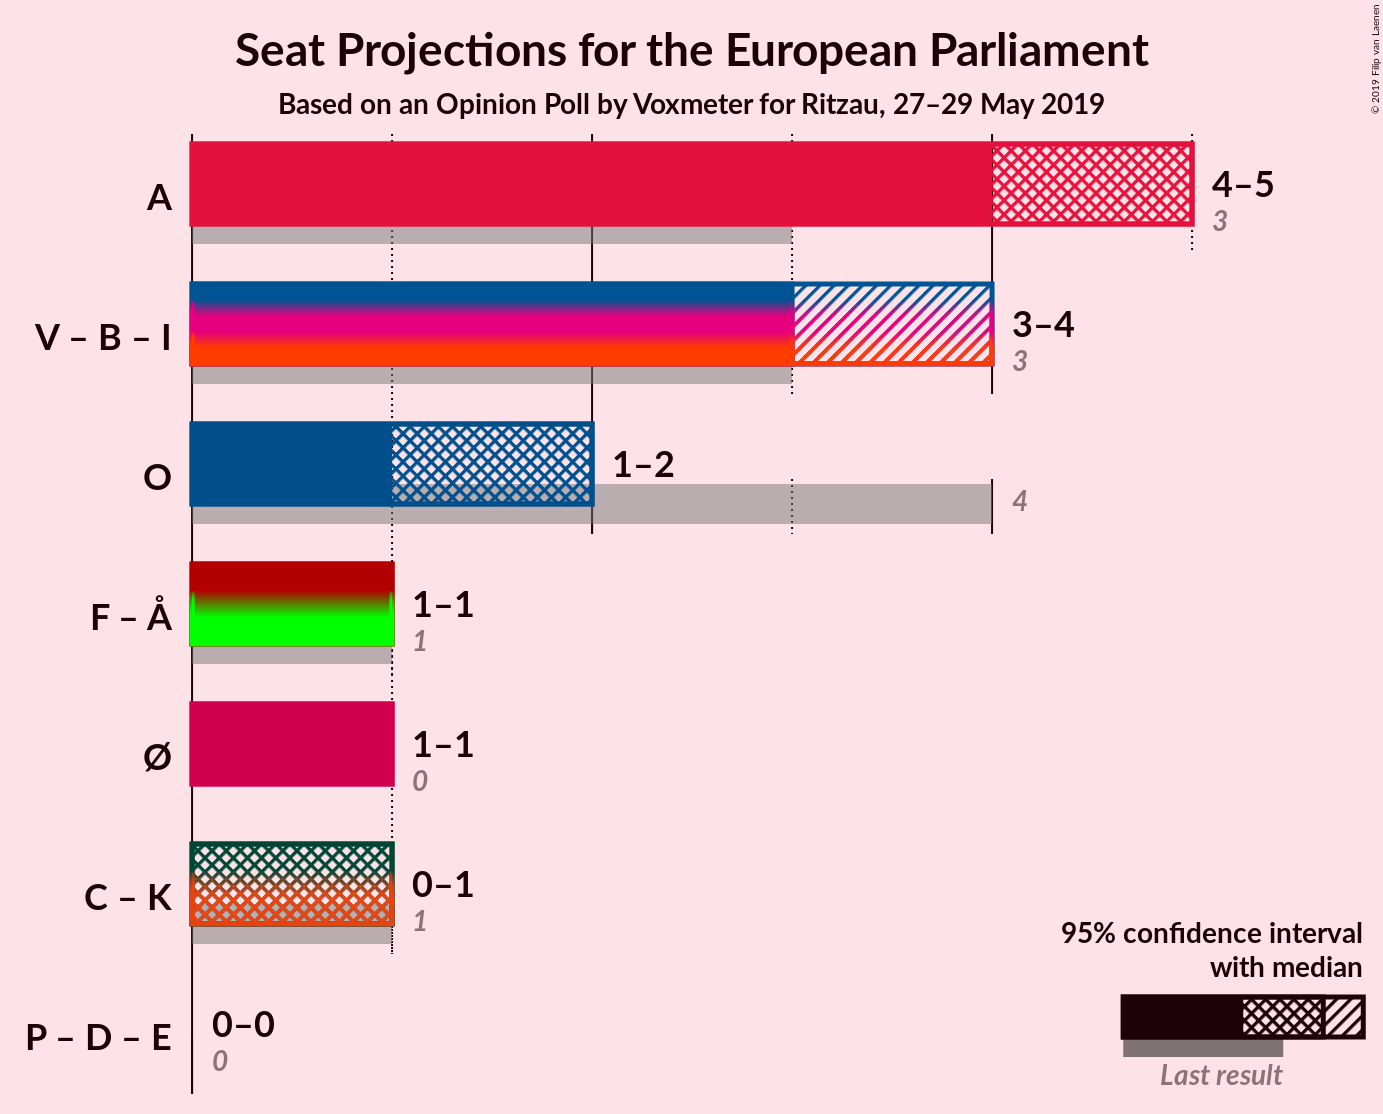 Seat Projections for the European Parliament
Based on an Opinion Poll by Voxmeter for Ritzau, 27–29 May 2019
© 2019 Filip van Laenen
A
4–5
3
V – B – I
3–4
3
O
1–2
4
F – Å
1–1
1
Ø
1–1
0
C – K
0–1
1
P – D – E
0–0
0
95% confidence interval
with median
Last result